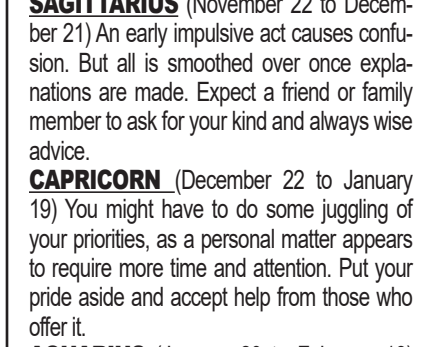 SAGITTARIUS (November 22 to Decem-
ber 21) An early impulsive act causes confu-
sion. But all is smoothed over once expla-
nations are made. Expect a friend or family
member to ask for your kind and always wise
advice.
CAPRICORN (December 22 to January
19) You might have to do some juggling of
your priorities, as a personal matter appears
to require more time and attention. Put your
pride aside and accept help from those who
offer it.